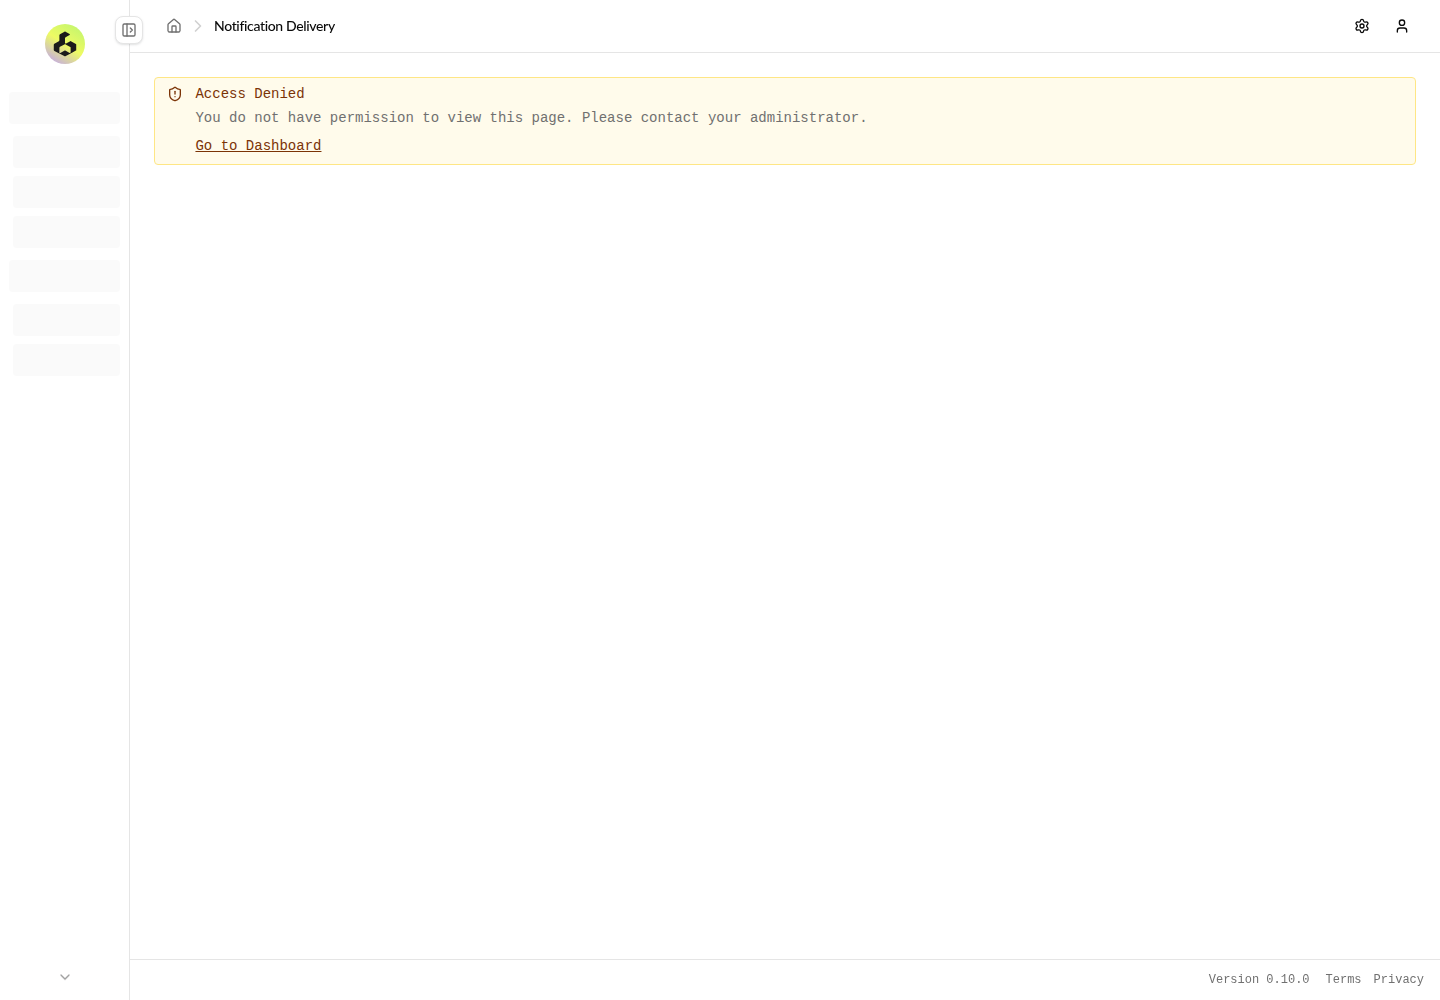 Notification Delivery
Access Denied
You do not have permission to view this page. Please contact your administrator.
Go to Dashboard
Version 0.10.0 Terms Privacy